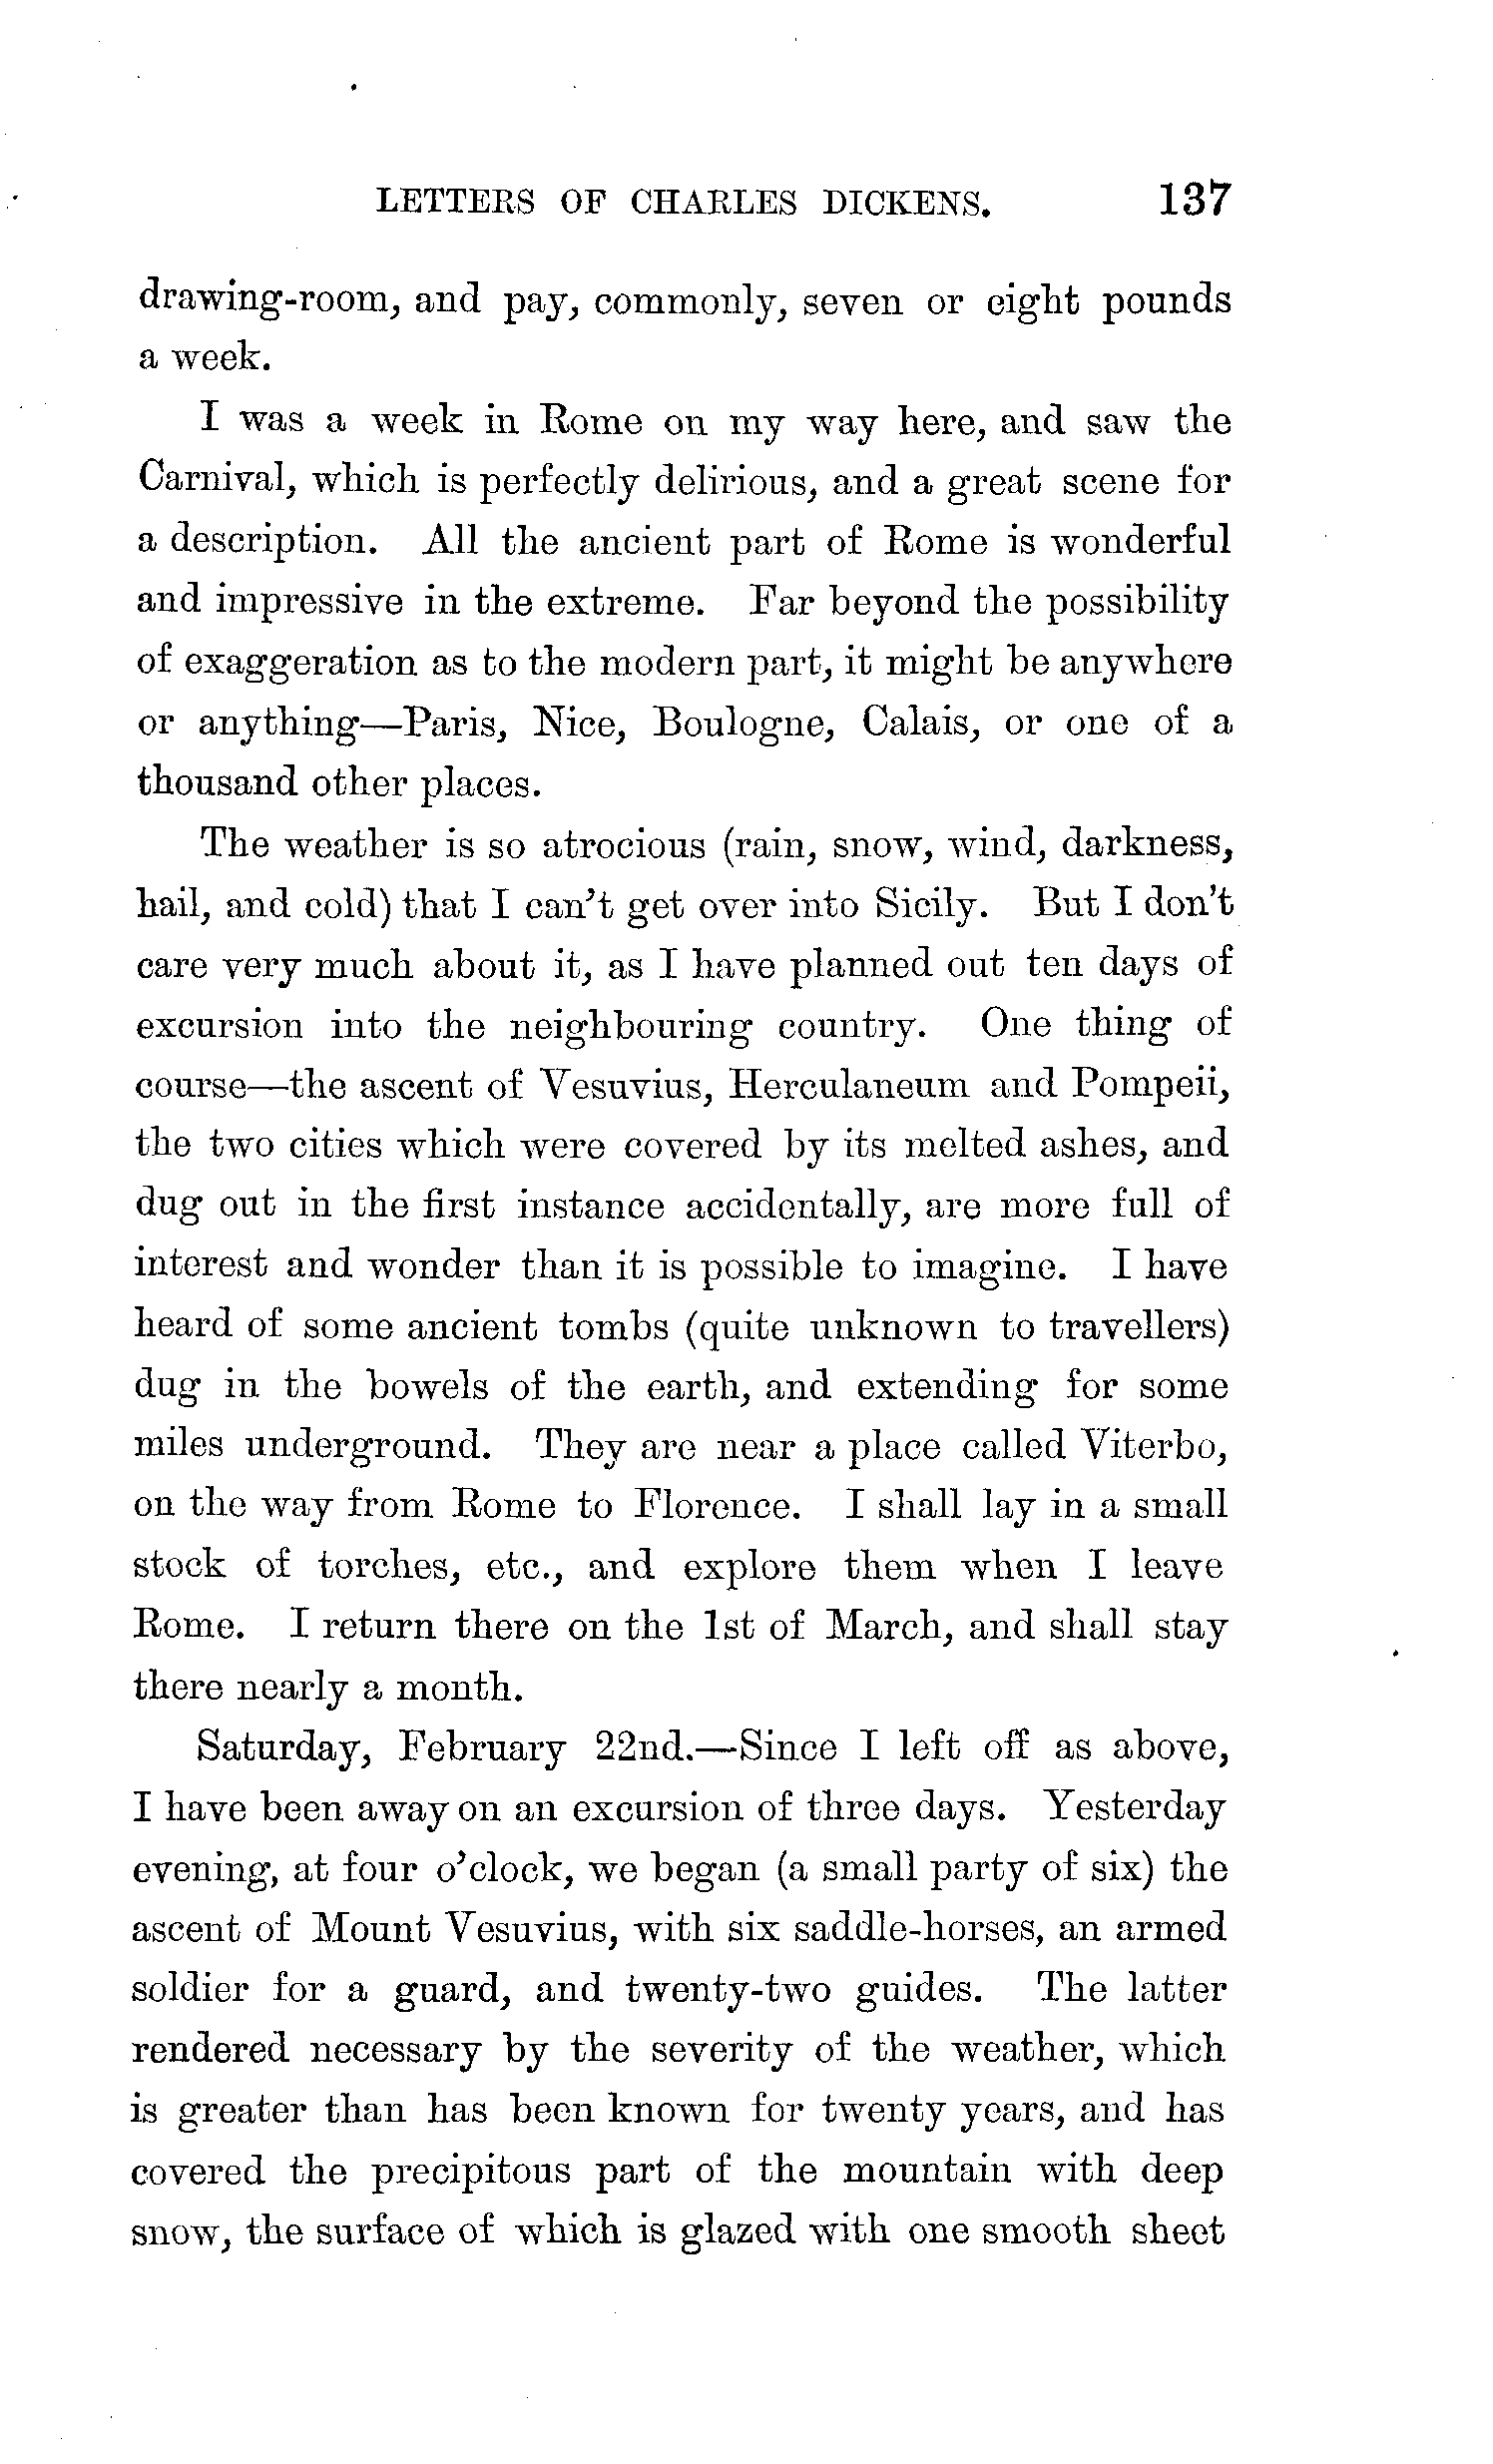 LETTERS OF CHARLES DICKENS. 137
drawing-room, and pay, commonly, seven or eight pounds
a week.
I was a week in Rome on my way here, and saw the
Carnival, which is perfectly delirious, and a great scene for
a description. All the ancient part of Rome is wonderful
and impressive in the extreme. Far beyond the possibility
of exaggeration as to the modern part, it might be anywhere
or anything—Paris, Nice, Boulogne, Calais, or one of a
thousand other places.
The weather is so atrocious (rain, snow, wind, darkness,
hail, and cold) that I can't get over into Sicily. But I don't
care very much about it, as I have planned out ten days of
excursion into the neighbouring country. One thing of
course—the ascent of Vesuvius, Herculaneum and Pompeii,
the two cities which were covered by its melted ashes, and
dug out in the first instance accidentally, are more full of
interest and wonder than it is possible to imagine. I have
heard of some ancient tombs (quite unknown to travellers)
dug in the bowels of the earth, and extending for some
miles underground. They are near a place called Viterbo,
on the way from Rome to Florence. I shall lay in a small
stock of torches, etc., and explore them when I leave
Rome. I return there on the 1st of March, and shall stay
there nearly a month.
Saturday, February 22nd.—Since I left off as above,
I have been away on an excursion of three days. Yesterday
evening, at four o'clock, we began (a small party of six) the
ascent of Mount Vesuvius, with six saddle-horses, an armed
soldier for a guard, and twenty-two guides. The latter
rendered necessary by the severity of the weather, which
is greater than has been known for twenty years, and has
covered the precipitous part of the mountain with deep
snow, the surface of which is glazed with one smooth sheet